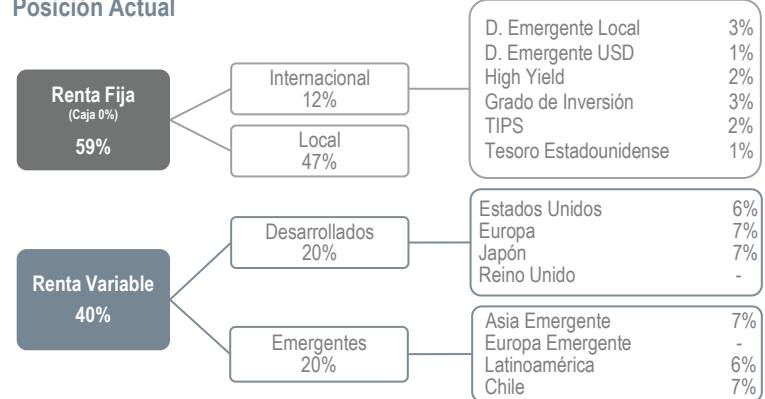 Posición Actual
Renta Fija
(Caja 0%)
59%
Internacional
12%
Local
47%
D. Emergente Local 3%
D. Emergente USD 1%
High Yield 2%
Grado de Inversión 3%
TIPS 2%
Tesoro Estadounidense 1%
Renta Variable
40%
Desarrollados
20%
Emergentes
20%
Estados Unidos 6%
Europa 7%
Japón 7%
Reino Unido -
Asia Emergente 7%
Europa Emergente -
Latinoamérica 6%
Chile 7%